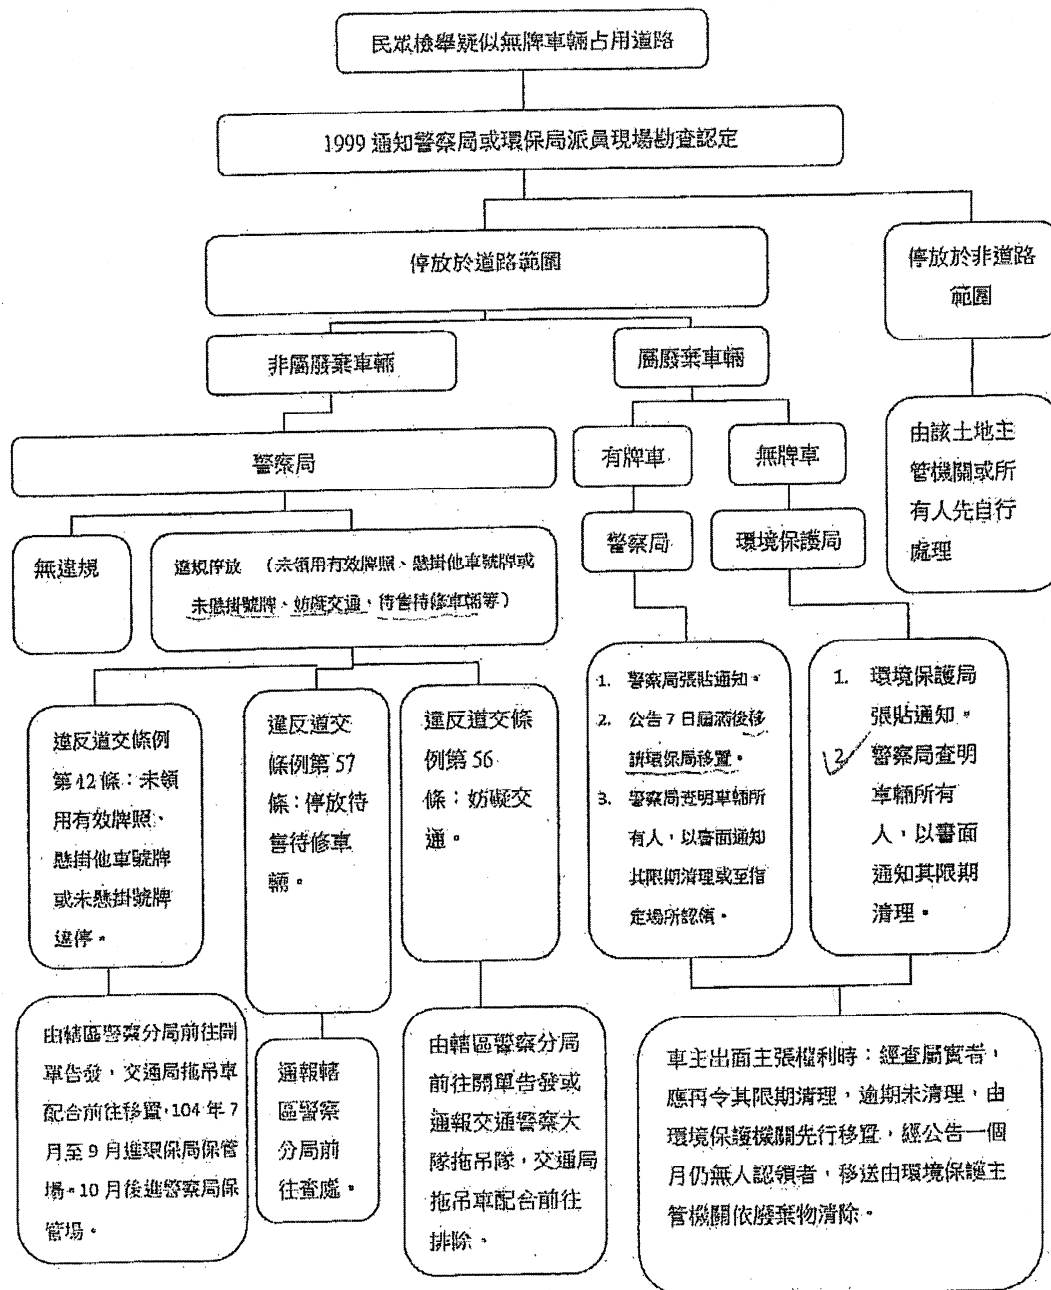 民眾檢舉疑似無牌車輛占用道路
1999 通知警察局或環保局派員現場勘查認定
停放於道路範圍
停放於非道路
範圍
非屬廢棄車輛
屬廢棄車輛
由該土地主
管機關或所
有人先自行
處理
警察局
有牌車
無牌車
警察局
環境保護局
無違規
違規停放 (未領用有效牌照、懸掛他車號牌或
未懸掛號牌、妨礙交通、待售待修車輛等)
違反道交條例
第 12 條：未領
用有效牌照、
懸掛他車號牌
或未懸掛號牌
違停。
違反道交
條例第 57
條：停放待
售待修車
輛。
違反道交條
例第 56
條：妨礙交
通。
1. 警察局張貼通知。
2. 公告 7 日屆滿後移
請環保局移置。
3. 警察局查明車輛所
有人，以書面通知
其限期清理或至指
定場所認領。
1. 環境保護局
張貼通知。
2. 警察局查明
車輛所有
人，以書面
通知其限期
清理。
由轄區警察分局前往開
單告發，交通局拖吊車
配合前往移置，104 年 7
月至 9 月進環保局保管
場。10 月後進警察局保
管場。
通報轄
區警察
分局前
往查處。
由轄區警察分局
前往開單告發或
通報交通警察大
隊拖吊隊，交通局
拖吊車配合前往
排除。
車主出面主張權利時：經查屬實者，
應再令其限期清理，逾期未清理，由
環境保護機關先行移置，經公告一個
月仍無人認領者，移送由環境保護主
管機關依廢棄物清除。